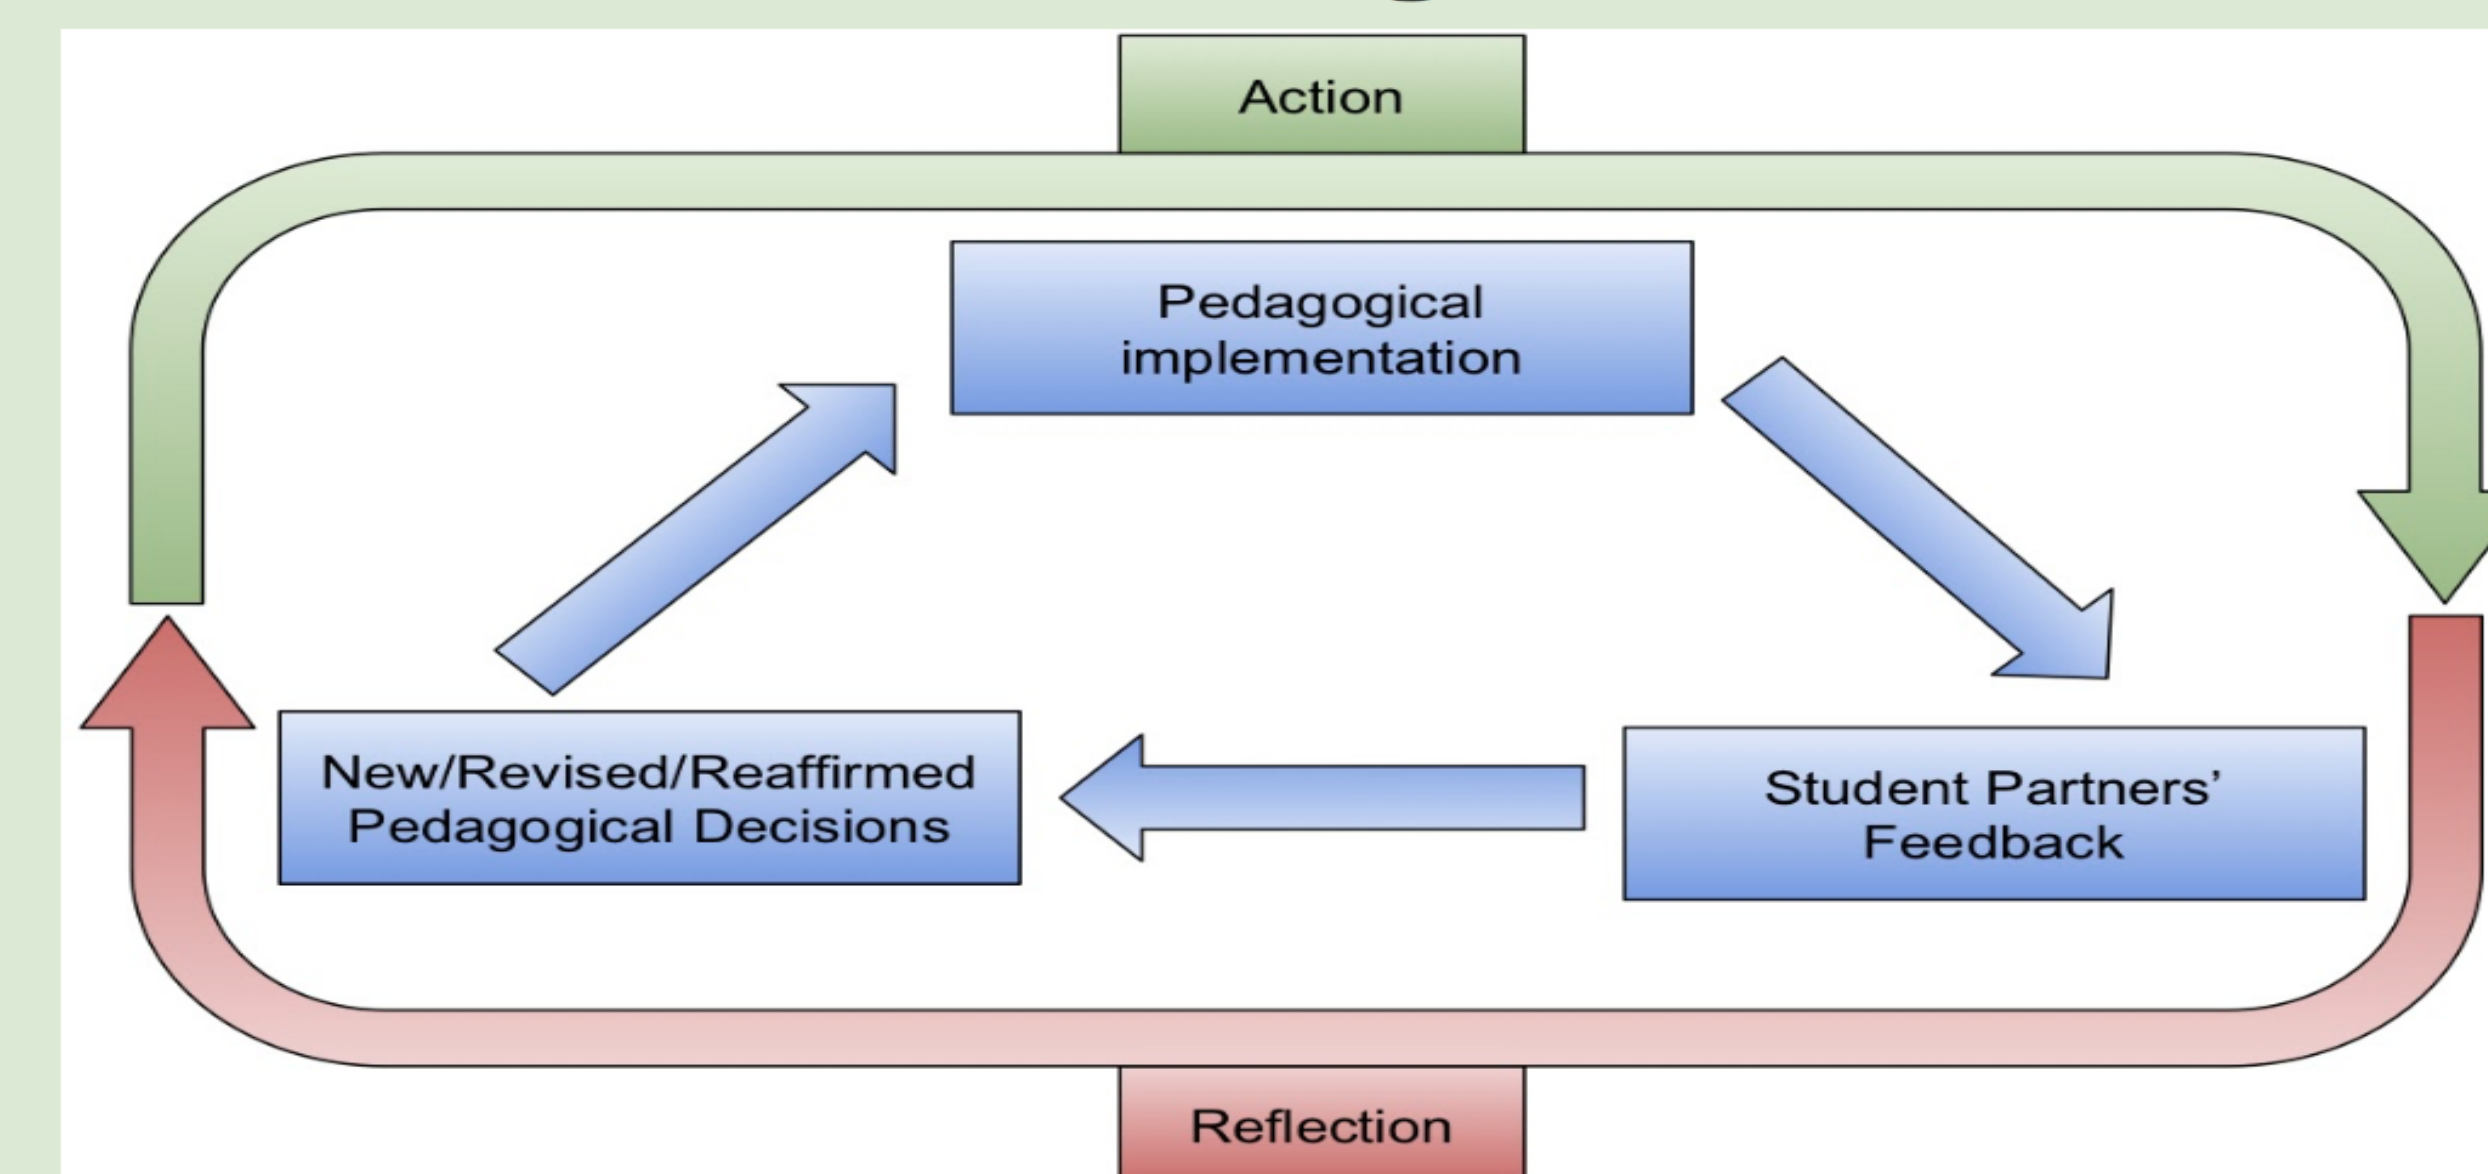 Action
Pedagogical
implementation
New/Revised/Reaffirmed
Pedagogical Decisions
Student Partners’
Feedback
Reflection